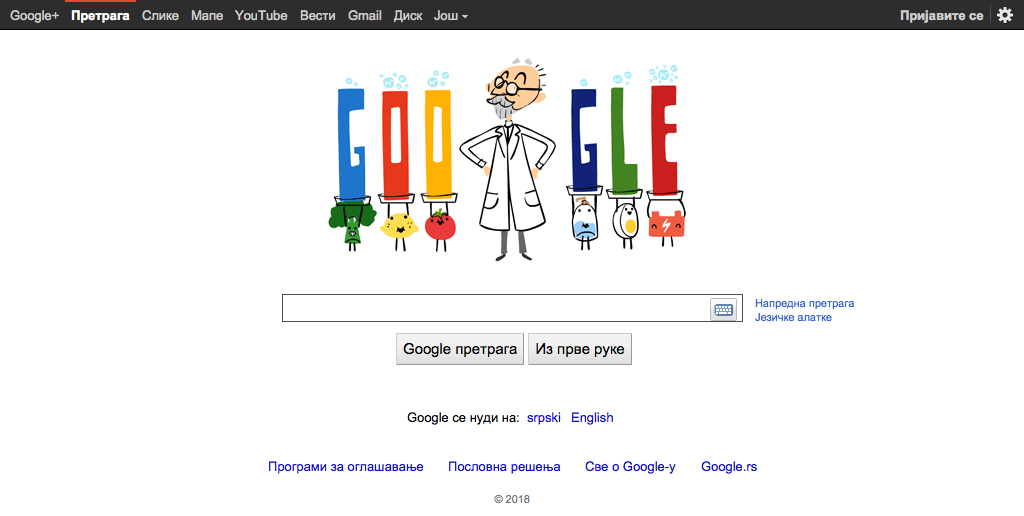 Google+ Претрага Слике Мапе YouTube Вести Gmail Диск Још Пријавите се
GOOGLE
Напредна претрага
Језичке алатке
Google претрага Из прве руке
Google се нуди на: srpski English
Програми за оглашавање Пословна решења Све о Google-у Google.rs
© 2018